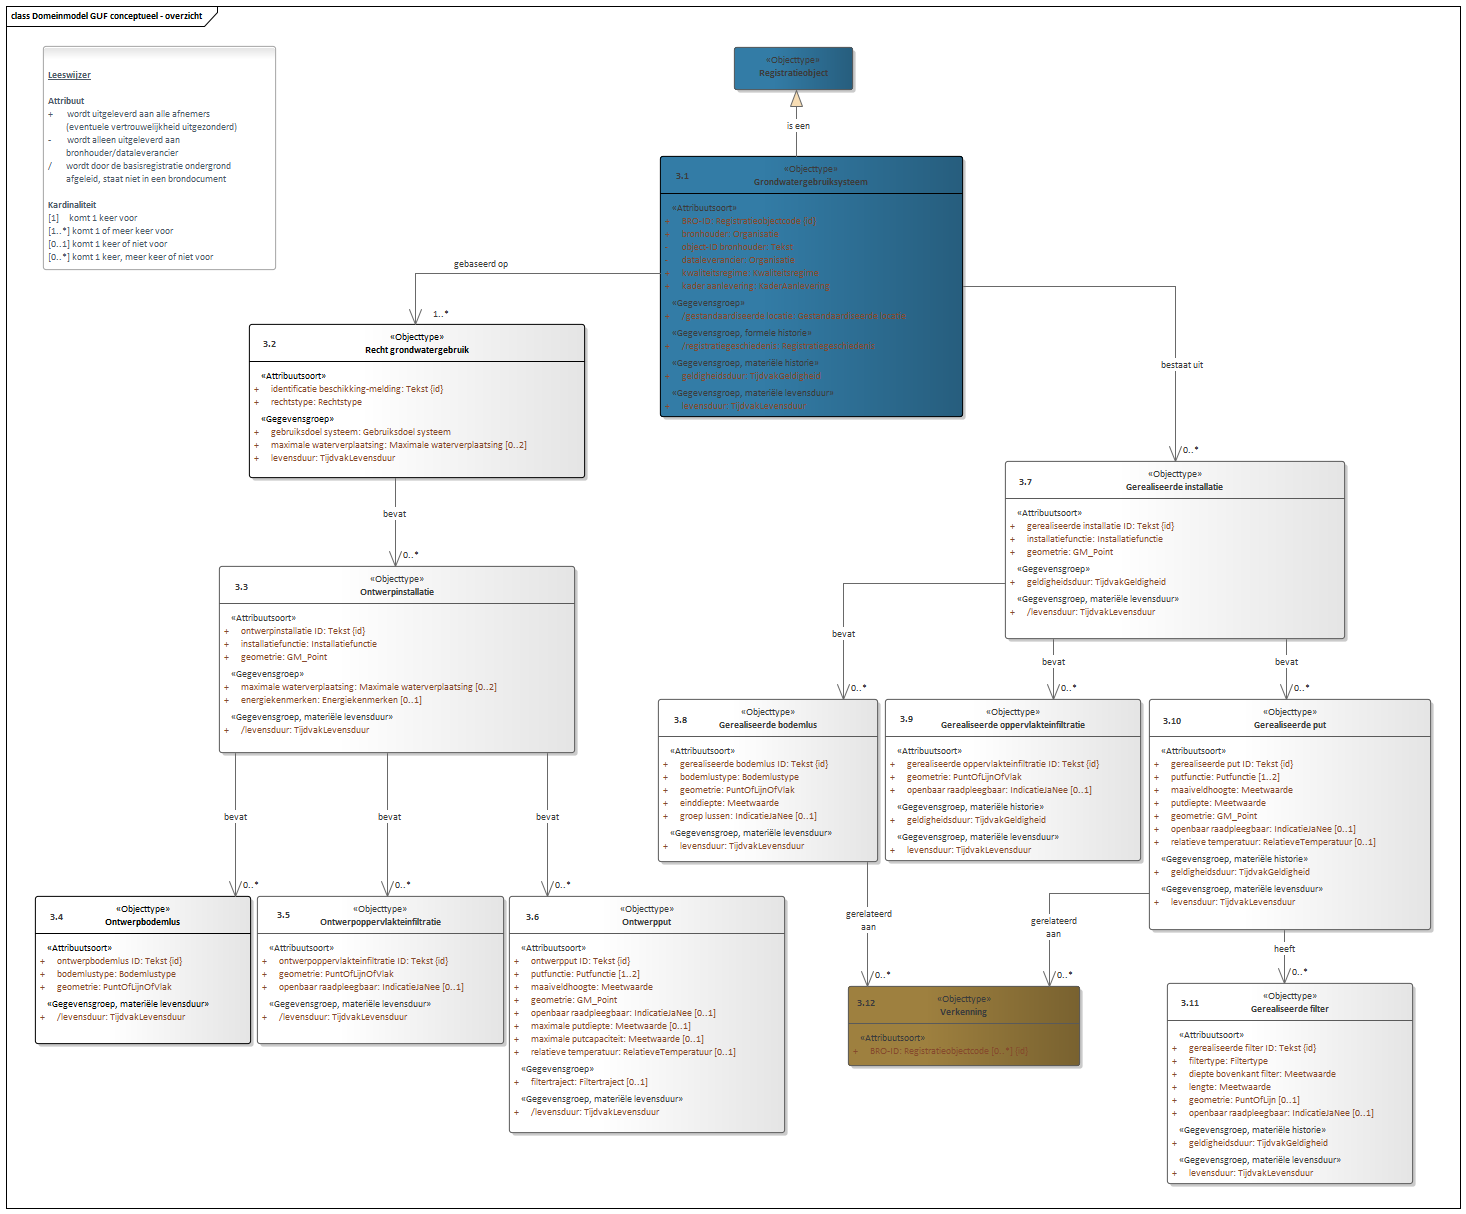 class Domeinmodel GUF conceptueel - overzicht
Leeswijzer
Attribuut
+ wordt uitgeleverd aan alle afnemers
(eventuele vertrouwelijkheid uitgezonderd)
- wordt alleen uitgeleverd aan
bronhouder/dataleverancier
/ wordt door de basisregistratie ondergrond
afgeleid, staat niet in een brondocument
Kardinaliteit
[1] komt 1 keer voor
[1..*] komt 1 of meer keer voor
[0..1] komt 1 keer of niet voor
[0..*] komt 1 keer, meer keer of niet voor
«Objecttype»
Registratieobject
is een
3.1
«Objecttype»
Grondwatergebruiksysteem
«Attribuutsoort»
+ BRO-ID: Registratieobjectcode {id}
+ bronhouder: Organisatie
- object-ID bronhouder: Tekst
- dataleverancier: Organisatie
+ kwaliteitsregime: Kwaliteitsregime
+ kader aanlevering: KaderAanlevering
«Gegevensgroep»
+ /gestandaardiseerde locatie: Gestandaardiseerde locatie
«Gegevensgroep, formele historie»
+ /registratiegeschiedenis: Registratiegeschiedenis
«Gegevensgroep, materiële historie»
+ geldigheidsduur: TijdvakGeldigheid
«Gegevensgroep, materiële levensduur»
+ levensduur: TijdvakLevensduur
gebaseerd op
1..*
bestaat uit
0..*
3.2
«Objecttype»
Recht grondwatergebruik
«Attribuutsoort»
+ identificatie beschikking-melding: Tekst {id}
+ rechtstype: Rechtstype
«Gegevensgroep»
+ gebruiksdoel systeem: Gebruiksdoel systeem
+ maximale waterverplaatsing: Maximale waterverplaatsing [0..2]
+ levensduur: TijdvakLevensduur
bevat
0..*
3.3
«Objecttype»
Ontwerpinstallatie
«Attribuutsoort»
+ ontwerpinstallatie ID: Tekst {id}
+ installatiefunctie: Installatiefunctie
+ geometrie: GM_Point
«Gegevensgroep»
+ maximale waterverplaatsing: Maximale waterverplaatsing [0..2]
+ energiekenmerken: Energiekenmerken [0..1]
«Gegevensgroep, materiële levensduur»
+ /levensduur: TijdvakLevensduur
bevat
0..*
bevat
0..*
bevat
0..*
3.4
«Objecttype»
Ontwerpbodemlus
«Attribuutsoort»
+ ontwerpbodemlus ID: Tekst {id}
+ bodemlustype: Bodemlustype
+ geometrie: PuntOfLijnOfVlak
«Gegevensgroep, materiële levensduur»
+ /levensduur: TijdvakLevensduur
3.5
«Objecttype»
Ontwerpoppervlakteinfiltratie
«Attribuutsoort»
+ ontwerpoppervlakteinfiltratie ID: Tekst {id}
+ geometrie: PuntOfLijnOfVlak
+ openbaar raadpleegbaar: IndicatieJaNee [0..1]
«Gegevensgroep, materiële levensduur»
+ /levensduur: TijdvakLevensduur
3.6
«Objecttype»
Ontwerpput
«Attribuutsoort»
+ ontwerpput ID: Tekst {id}
+ putfunctie: Putfunctie [1..2]
+ maaiveldhoogte: Meetwaarde
+ geometrie: GM_Point
+ openbaar raadpleegbaar: IndicatieJaNee [0..1]
+ maximale putdiepte: Meetwaarde [0..1]
+ maximale putcapaciteit: Meetwaarde [0..1]
+ relatieve temperatuur: RelatieveTemperatuur [0..1]
«Gegevensgroep»
+ filtertraject: Filtertraject [0..1]
«Gegevensgroep, materiële levensduur»
+ /levensduur: TijdvakLevensduur
3.7
«Objecttype»
Gerealiseerde installatie
«Attribuutsoort»
+ gerealiseerde installatie ID: Tekst {id}
+ installatiefunctie: Installatiefunctie
+ geometrie: GM_Point
«Gegevensgroep»
+ geldigheidsduur: TijdvakGeldigheid
«Gegevensgroep, materiële levensduur»
+ /levensduur: TijdvakLevensduur
bevat
0..*
bevat
0..*
bevat
0..*
3.8
«Objecttype»
Gerealiseerde bodemlus
«Attribuutsoort»
+ gerealiseerde bodemlus ID: Tekst {id}
+ bodemlustype: Bodemlustype
+ geometrie: PuntOfLijnOfVlak
+ einddiepte: Meetwaarde
+ groep lussen: IndicatieJaNee [0..1]
«Gegevensgroep, materiële levensduur»
+ levensduur: TijdvakLevensduur
3.9
«Objecttype»
Gerealiseerde oppervlakteinfiltratie
«Attribuutsoort»
+ gerealiseerde oppervlakteinfiltratie ID: Tekst {id}
+ geometrie: PuntOfLijnOfVlak
+ openbaar raadpleegbaar: IndicatieJaNee [0..1]
«Gegevensgroep, materiële historie»
+ geldigheidsduur: TijdvakGeldigheid
«Gegevensgroep, materiële levensduur»
+ levensduur: TijdvakLevensduur
3.10
«Objecttype»
Gerealiseerde put
«Attribuutsoort»
+ gerealiseerde put ID: Tekst {id}
+ putfunctie: Putfunctie [1..2]
+ maaiveldhoogte: Meetwaarde
+ putdiepte: Meetwaarde
+ geometrie: GM_Point
+ openbaar raadpleegbaar: IndicatieJaNee [0..1]
+ relatieve temperatuur: RelatieveTemperatuur [0..1]
«Gegevensgroep, materiële historie»
+ geldigheidsduur: TijdvakGeldigheid
«Gegevensgroep, materiële levensduur»
+ levensduur: TijdvakLevensduur
gerelateerd
aan
0..*
gerelateerd
aan
0..*
heeft
0..*
3.12
«Objecttype»
Verkenning
«Attribuutsoort»
+ BRO-ID: Registratieobjectcode [0..*] {id}
3.11
«Objecttype»
Gerealiseerde filter
«Attribuutsoort»
+ gerealiseerde filter ID: Tekst {id}
+ filtertype: Filtertype
+ diepte bovenkant filter: Meetwaarde
+ lengte: Meetwaarde
+ geometrie: PuntOfLijn [0..1]
+ openbaar raadpleegbaar: IndicatieJaNee [0..1]
«Gegevensgroep, materiële historie»
+ geldigheidsduur: TijdvakGeldigheid
«Gegevensgroep, materiële levensduur»
+ levensduur: TijdvakLevensduur